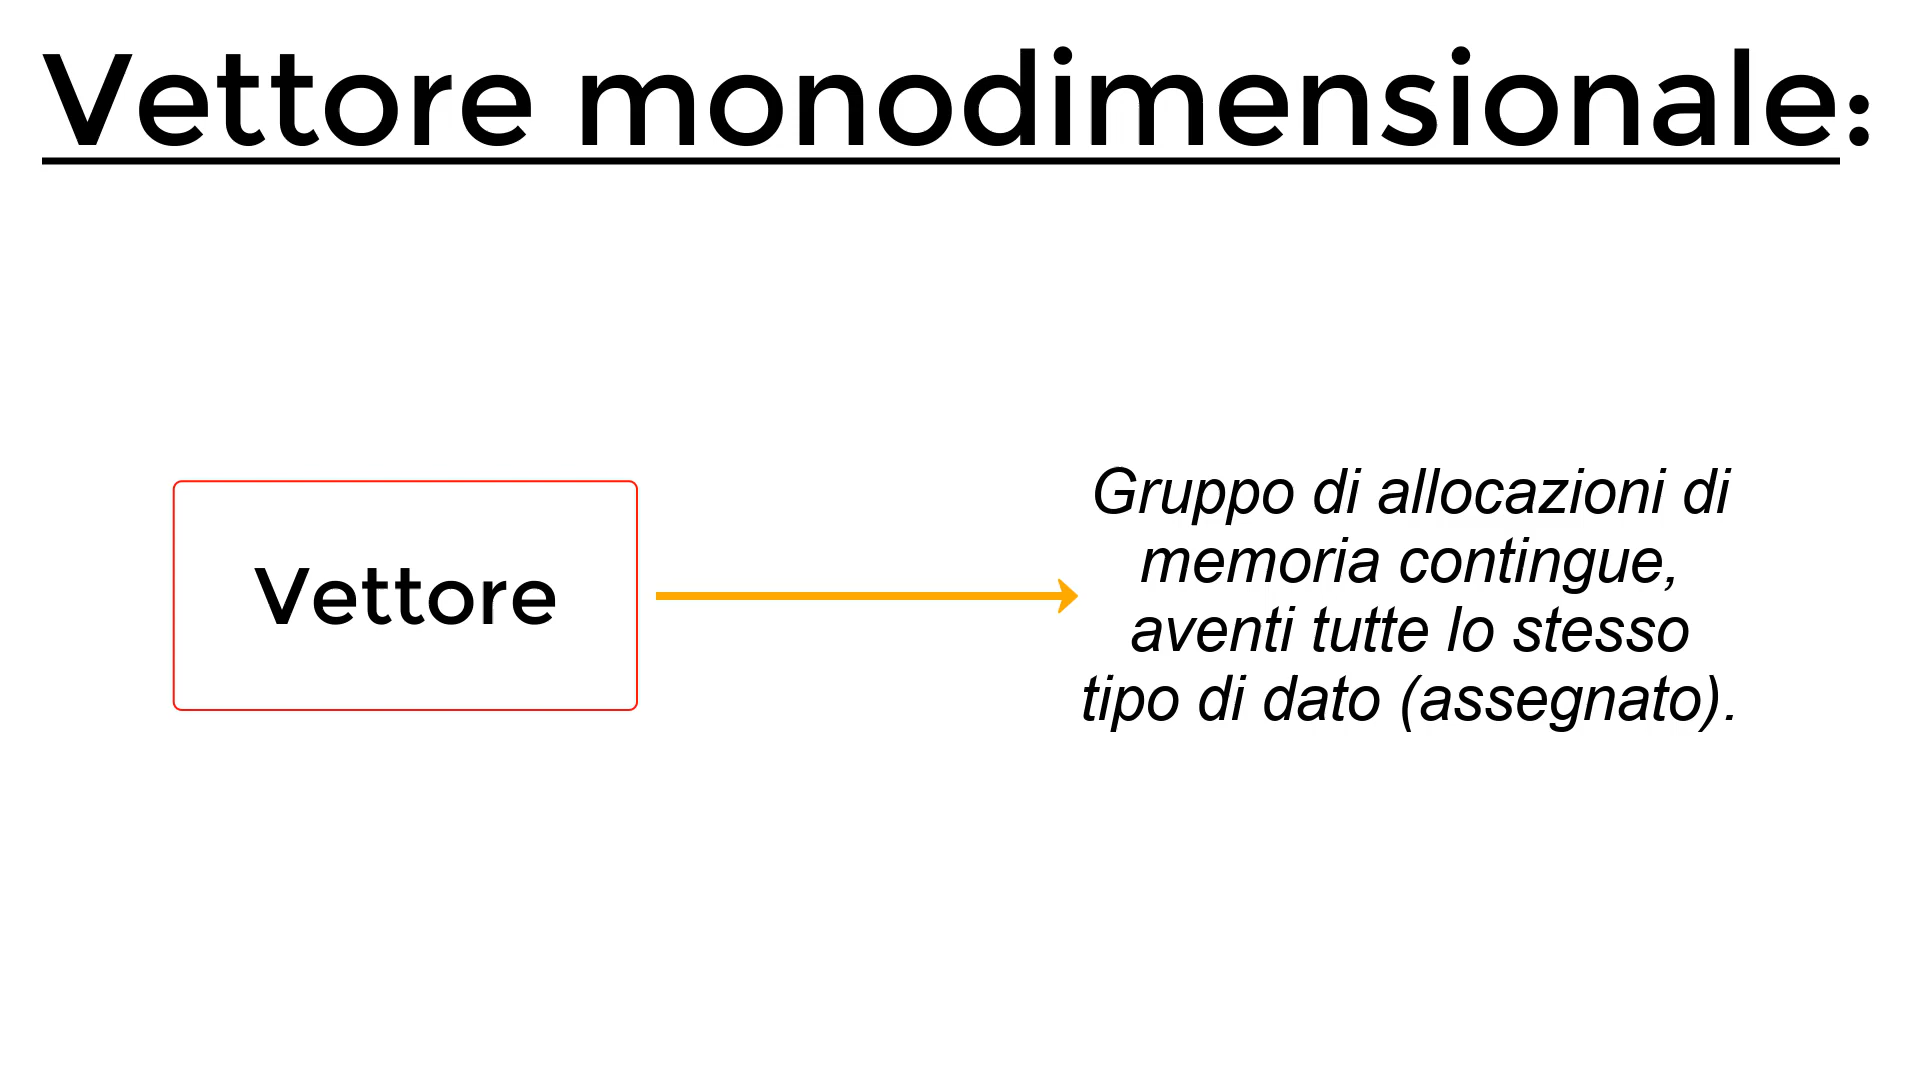 Vettore monodimensionale:
Vettore
Gruppo di allocazioni di
memoria contingue,
aventi tutte lo stesso
tipo di dato (assegnato).